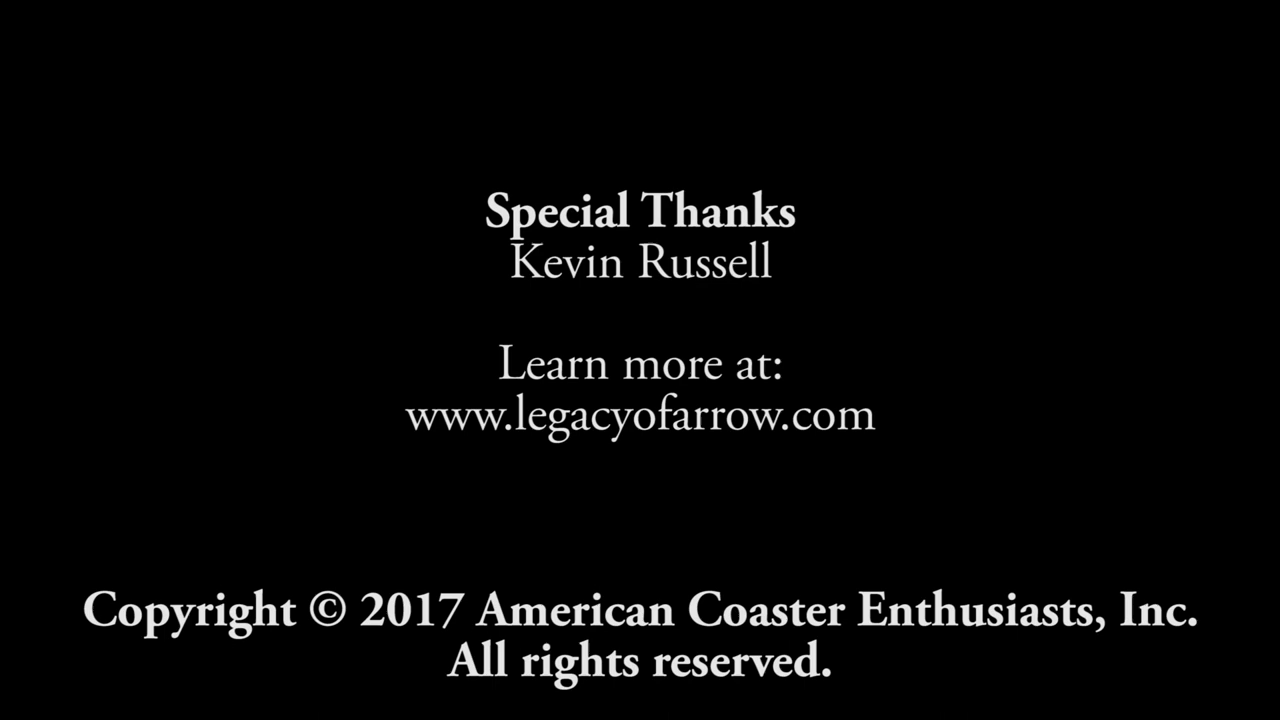 Special Thanks
Kevin Russell
Learn more at:
www.legacyofarrow.com
Copyright © 2017 American Coaster Enthusiasts, Inc.
All rights reserved.